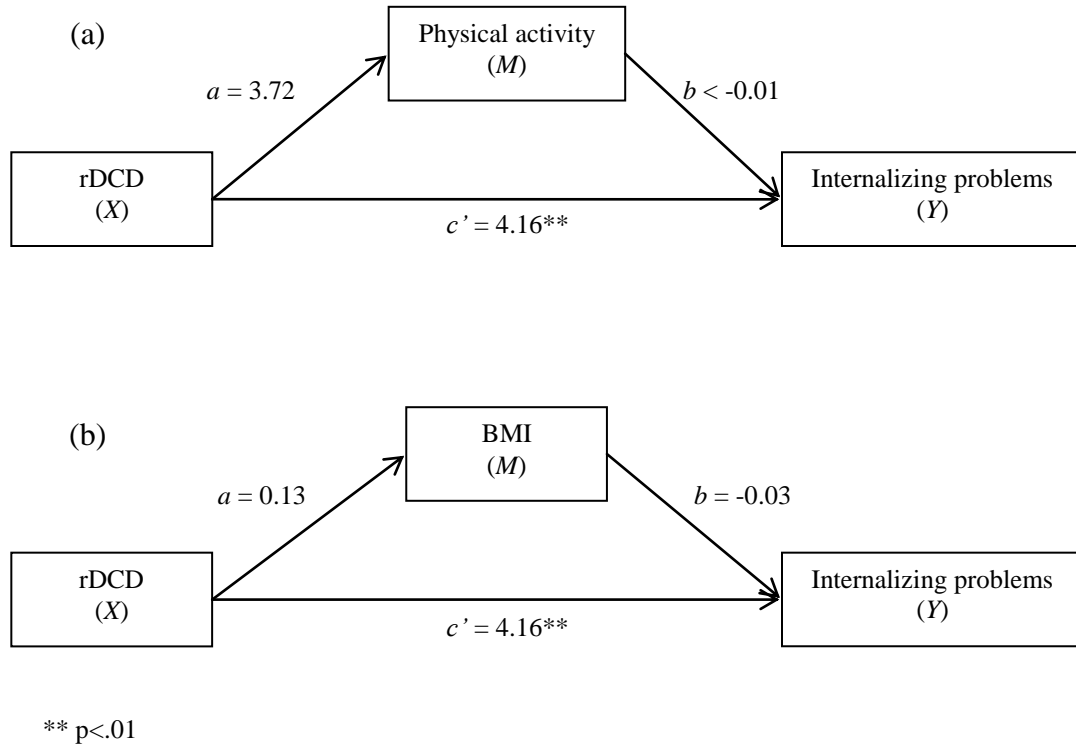 (a)
Physical activity
(M)
a = 3.72
b < -0.01
rDCD
(X)
Internalizing problems
(Y)
c’ = 4.16**
(b)
BMI
(M)
a = 0.13
b = -0.03
rDCD
(X)
Internalizing problems
(Y)
c’ = 4.16**
** p<.01